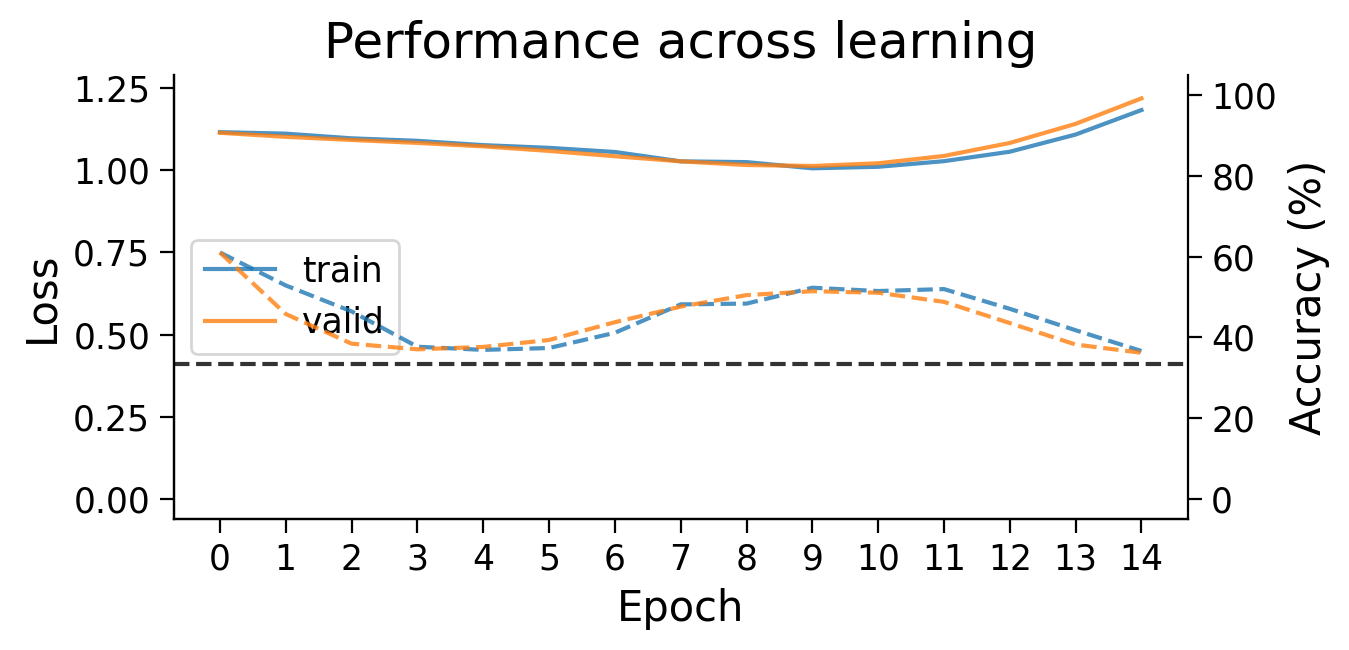 Performance across learning
Loss
1.25
1.00
0.75
0.50
0.25
0.00
train
valid
100
80
60
40
20
0
Accuracy (%)
0 1 2 3 4 5 6 7 8 9 10 11 12 13 14
Epoch